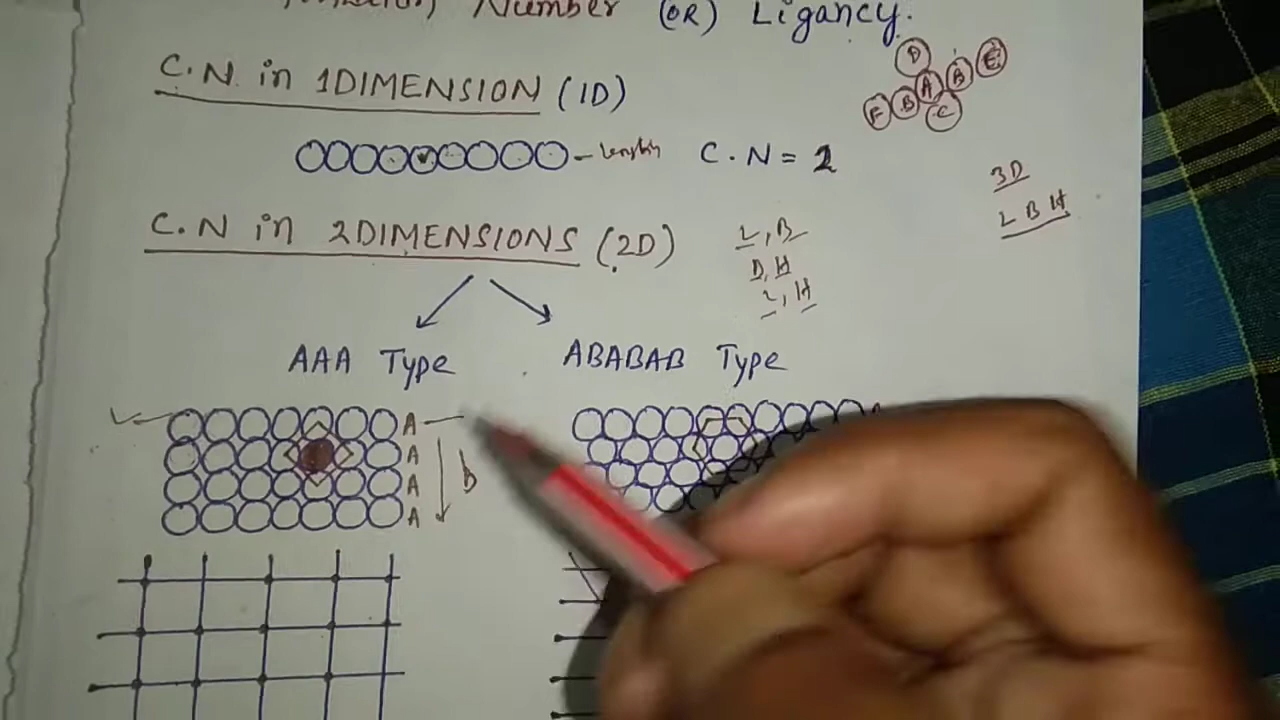 Number (OR) Ligancy.
C.N in 1DIMENSION (1D)
D
A B E
F B C
length C.N = 2
3D
L B H
C.N in 2DIMENSIONS (2D)
L, B
B, H
L, H
AAA Type
ABABAB Type
A
A
A
A
b